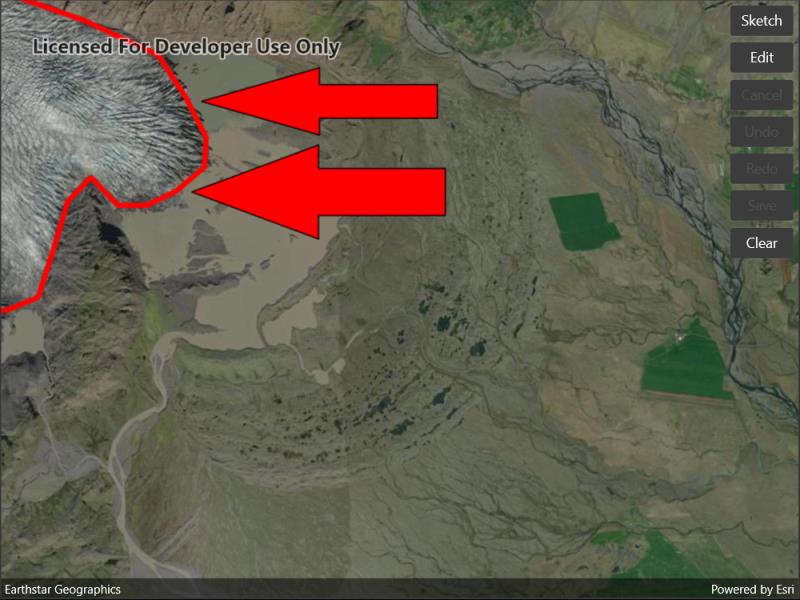 Licensed For Developer Use Only
Sketch
Edit
Cancel
Undo
Redo
Save
Clear
Earthstar Geographics
Powered by Esri